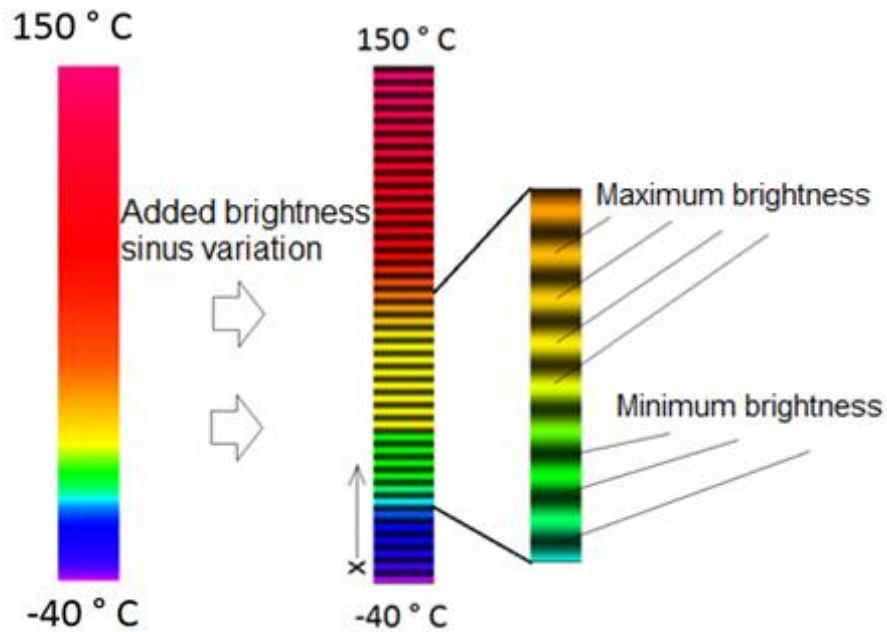 150 ° C
150 ° C
Added brightness
sinus variation
Maximum brightness
Minimum brightness
x
-40 ° C
-40 ° C